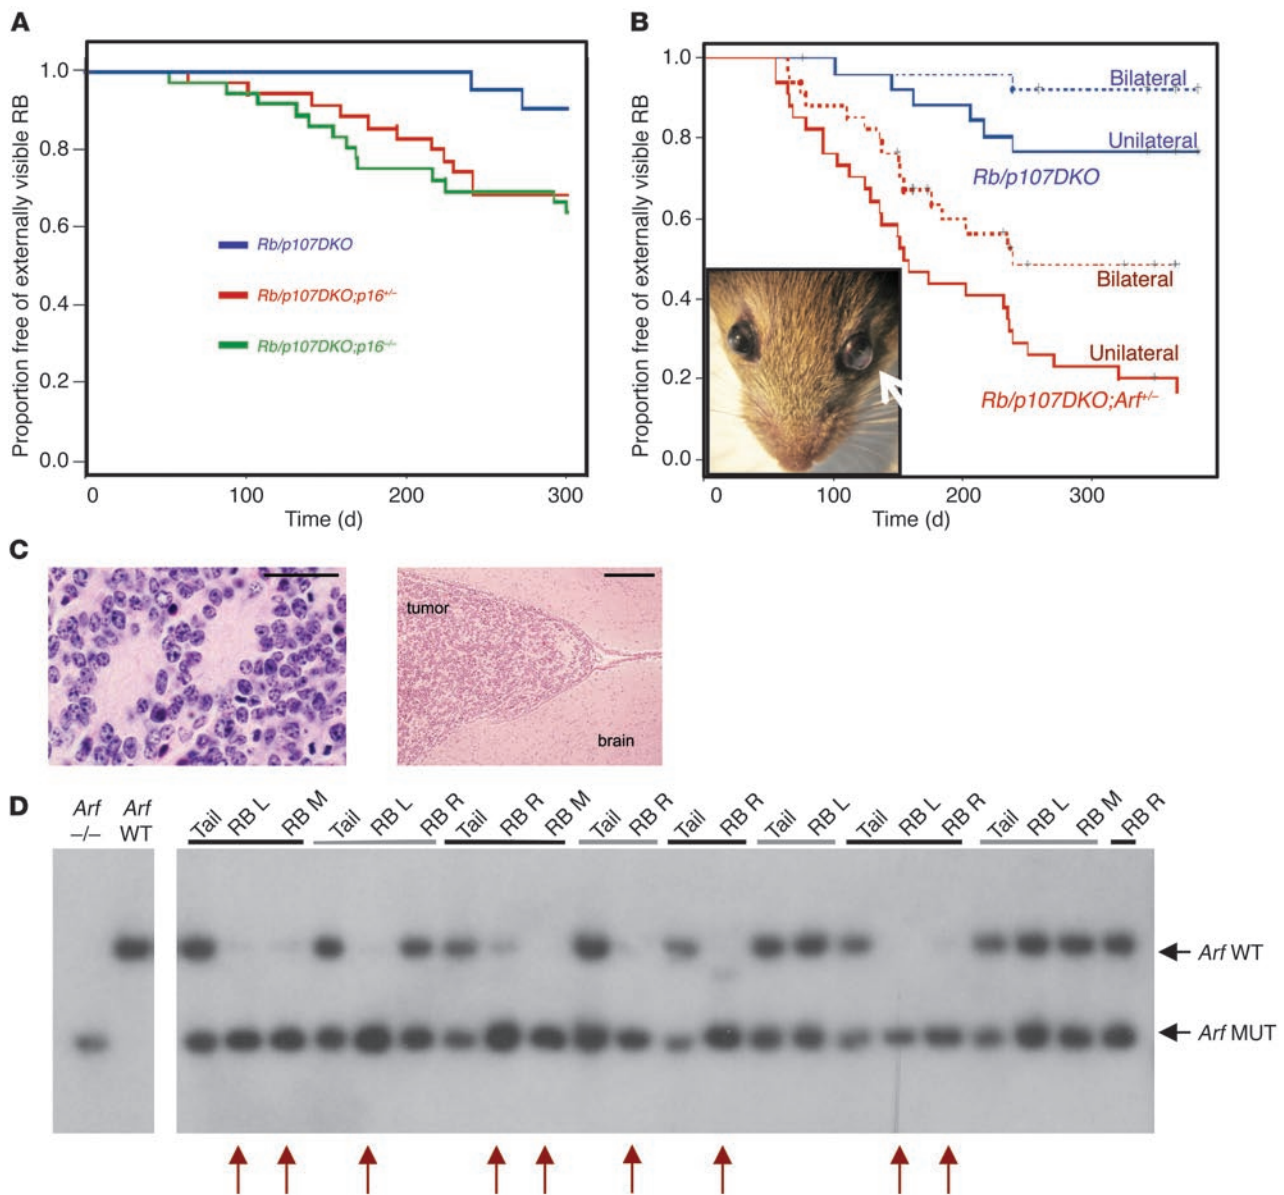 A
Proportion free of externally visible RB
1.0
0.8
0.6
0.4
0.2
0.0
0 100 200 300
Time (d)
Rb/p107DKO
Rb/p107DKO;p16+/–
Rb/p107DKO;p16–/–
B
Proportion free of externally visible RB
1.0
0.8
0.6
0.4
0.2
0.0
0 100 200 300
Time (d)
Bilateral
Unilateral
Rb/p107DKO
Bilateral
Unilateral
Rb/p107DKO;Arf+/–
C
tumor
brain
D
Arf –/–
Arf WT
Tail RB L RB M Tail RB L RB R Tail RB R RB M Tail RB R Tail RB R Tail RB L Tail RB L RB R Tail RB L RB M RB R
Arf WT
Arf MUT